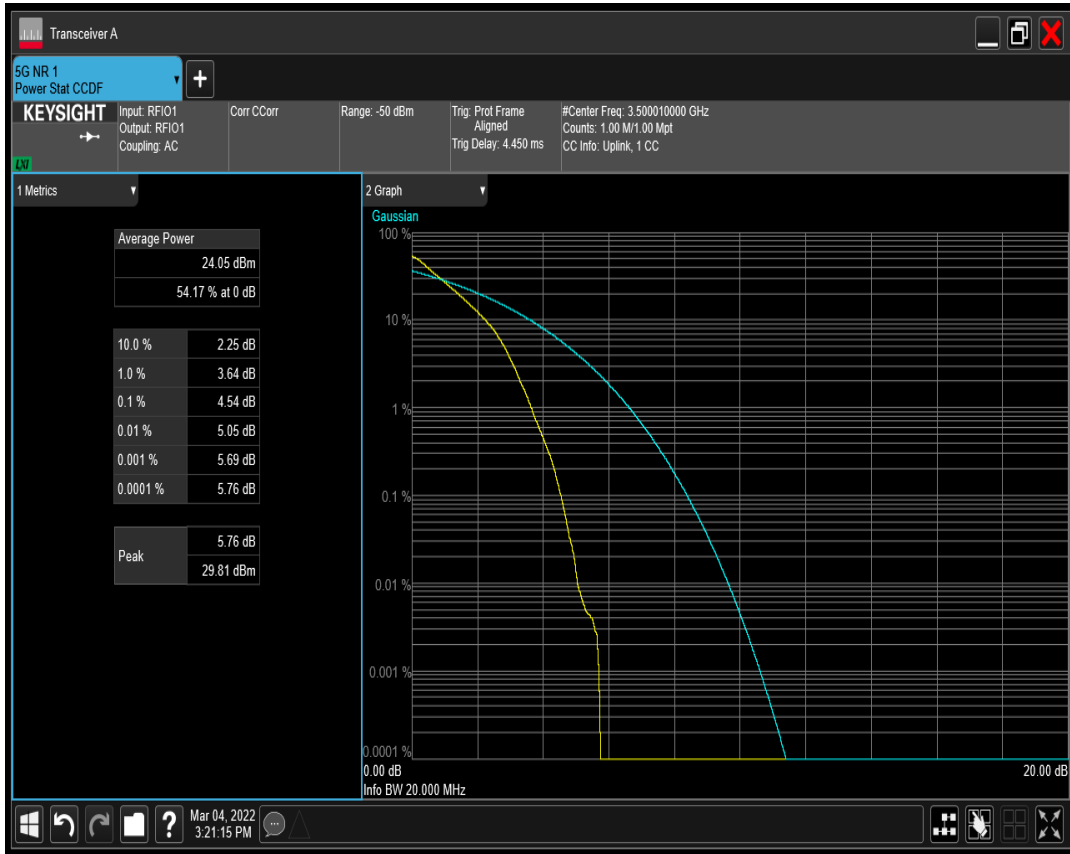 Transceiver A
5G NR 1
Power Stat CCDF
+
KEYSIGHT
LXI
Input: RFIO1
Output: RFIO1
Coupling: AC
Corr CCorr
Range: -50 dBm
Trig: Prot Frame
Aligned
Trig Delay: 4.450 ms
#Center Freq: 3.500010000 GHz
Counts: 1.00 M/1.00 Mpt
CC Info: Uplink, 1 CC
1 Metrics
Average Power
24.05 dBm
54.17 % at 0 dB
10.0 % 2.25 dB
1.0 % 3.64 dB
0.1 % 4.54 dB
0.01 % 5.05 dB
0.001 % 5.69 dB
0.0001 % 5.76 dB
Peak
5.76 dB
29.81 dBm
2 Graph
Gaussian
100 %
10 %
1 %
0.1 %
0.01 %
0.001 %
0.0001 %
0.00 dB 20.00 dB
Info BW 20.000 MHz
?
Mar 04, 2022
3:21:15 PM